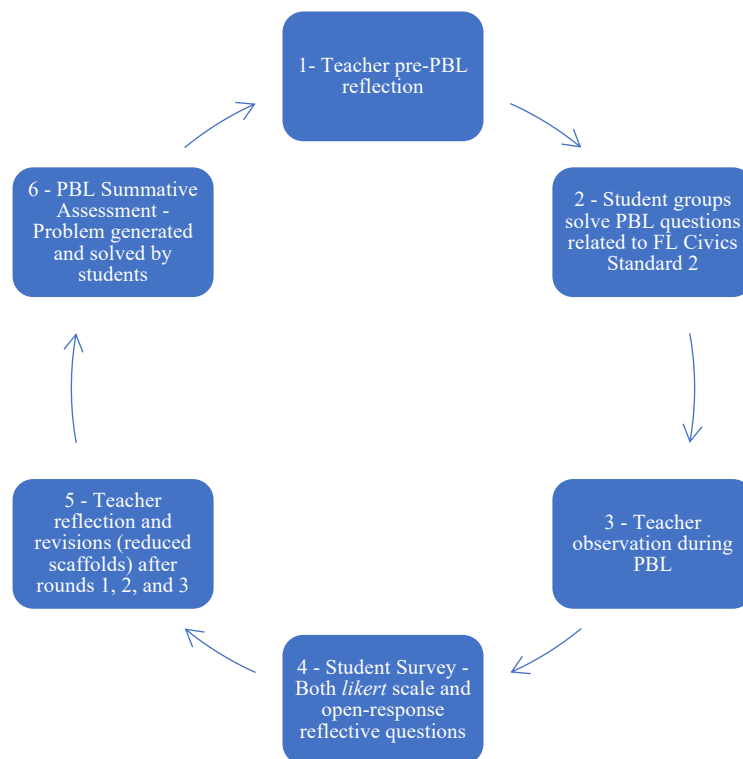 1- Teacher pre-PBL
reflection
2 - Student groups
solve PBL questions
related to FL Civics
Standard 2
3 - Teacher
observation during
PBL
4 - Student Survey -
Both likert scale and
open-response
reflective questions
5 - Teacher
reflection and
revisions (reduced
scaffolds) after
rounds 1, 2, and 3
6 - PBL Summative
Assessment -
Problem generated
and solved by
students